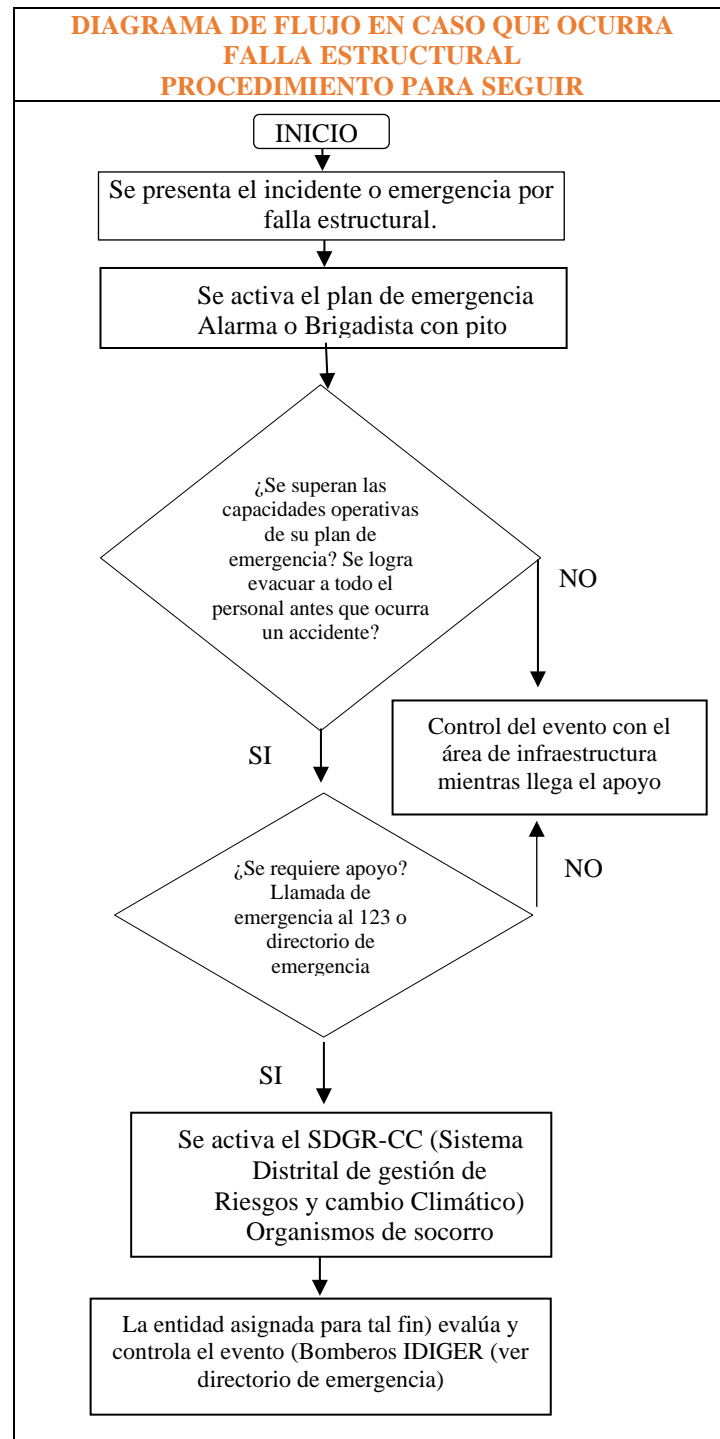 DIAGRAMA DE FLUJO EN CASO QUE OCURRA
FALLA ESTRUCTURAL
PROCEDIMIENTO PARA SEGUIR
INICIO
Se presenta el incidente o emergencia por
falla estructural.
Se activa el plan de emergencia
Alarma o Brigadista con pito
¿Se superan las
capacidades operativas
de su plan de
emergencia? Se logra
evacuar a todo el
personal antes que ocurra
un accidente?
NO
Control del evento con el
área de infraestructura
mientras llega el apoyo
SI
¿Se requiere apoyo?
Llamada de
emergencia al 123 o
directorio de
emergencia
NO
SI
Se activa el SDGR-CC (Sistema
Distrital de gestión de
Riesgos y cambio Climático)
Organismos de socorro
La entidad asignada para tal fin) evalúa y
controla el evento (Bomberos IDIGER (ver
directorio de emergencia)